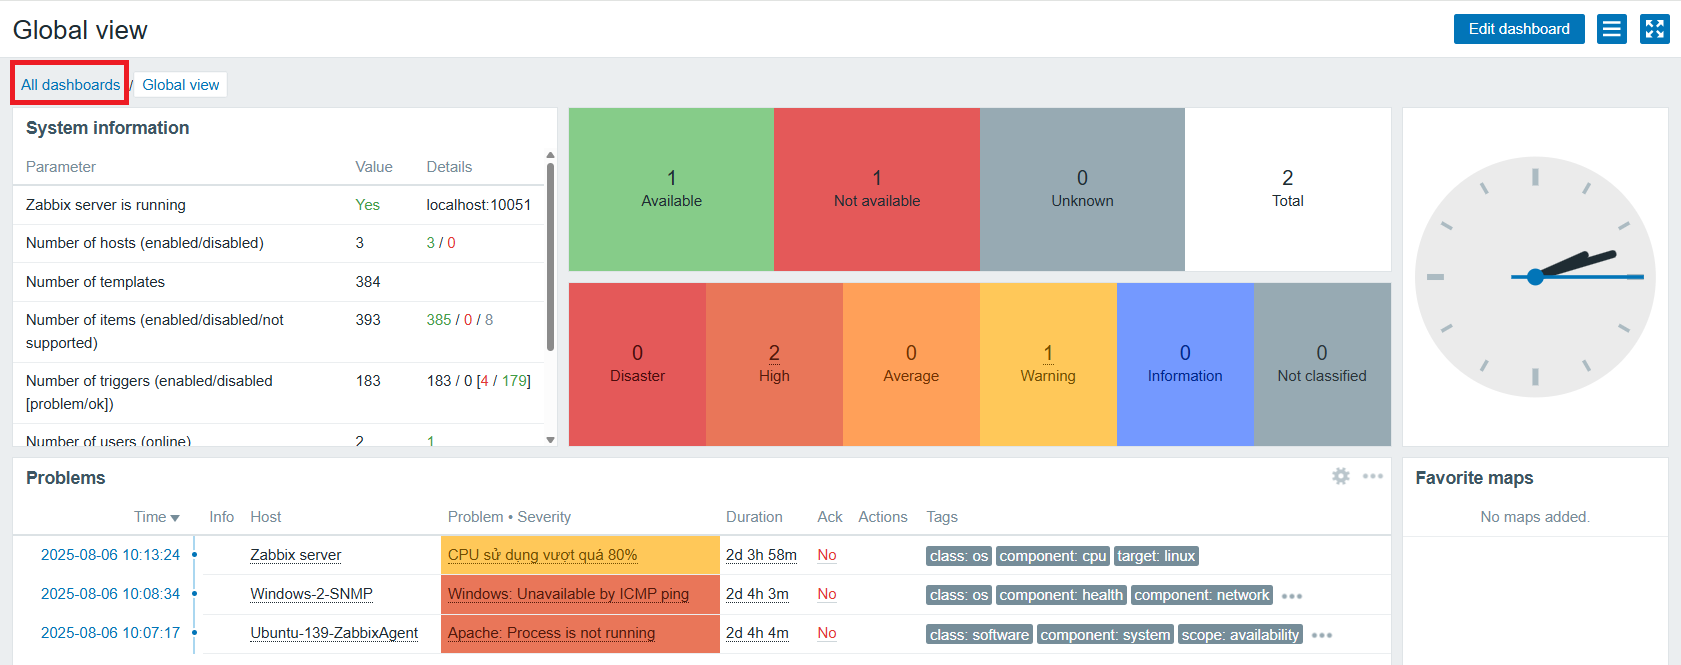 Global view
Edit dashboard
All dashboards / Global view
System information
Parameter Value Details
Zabbix server is running Yes localhost:10051
Number of hosts (enabled/disabled) 3 3 / 0
Number of templates 384
Number of items (enabled/disabled/not supported) 393 385 / 0 / 8
Number of triggers (enabled/disabled [problem/ok]) 183 183 / 0 [4 / 179]
Number of users (online) 2 1
1 Available
1 Not available
0 Unknown
2 Total
0 Disaster
2 High
0 Average
1 Warning
0 Information
0 Not classified
Problems
Time Info Host Problem • Severity Duration Ack Actions Tags
2025-08-06 10:13:24 Zabbix server CPU sử dụng vượt quá 80% 2d 3h 58m No class: os component: cpu target: linux
2025-08-06 10:08:34 Windows-2-SNMP Windows: Unavailable by ICMP ping 2d 4h 3m No class: os component: health component: network
2025-08-06 10:07:17 Ubuntu-139-ZabbixAgent Apache: Process is not running 2d 4h 4m No class: software component: system scope: availability
Favorite maps
No maps added.